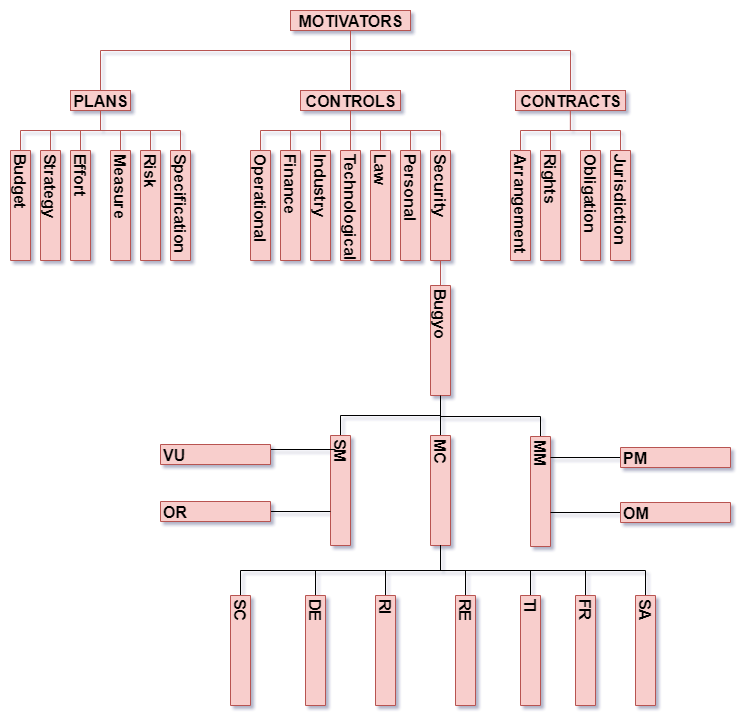 MOTIVATORS
PLANS
CONTROLS
CONTRACTS
Budget
Strategy
Effort
Measure
Risk
Specification
Operational
Finance
Industry
Technological
Law
Personal
Security
Arrangement
Rights
Obligation
Jurisdiction
Bugyo
SM
MC
MM
VU
OR
PM
OM
SC
DE
RI
RE
TI
FR
SA